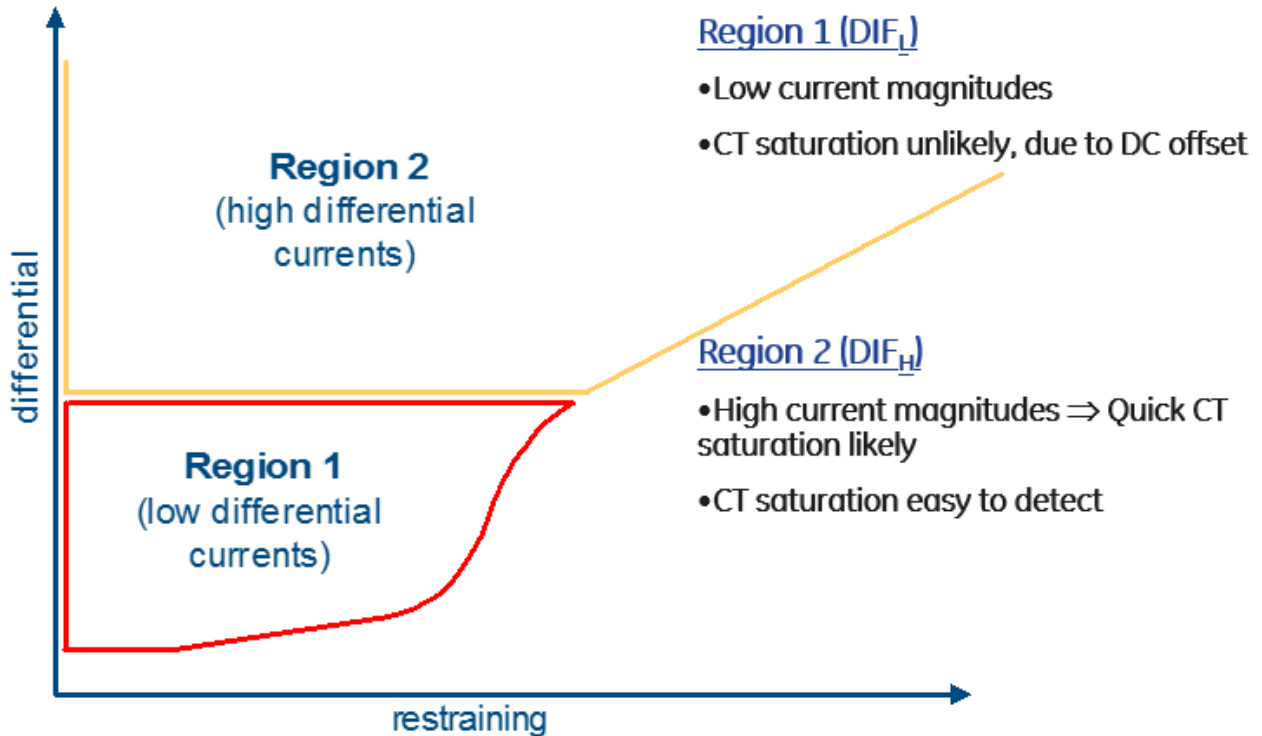 Region 1 (DIFL)
•Low current magnitudes
•CT saturation unlikely, due to DC offset
Region 2
(high differential
currents)
differential
Region 2 (DIFH)
•High current magnitudes ⇒ Quick CT
saturation likely
•CT saturation easy to detect
Region 1
(low differential
currents)
restraining